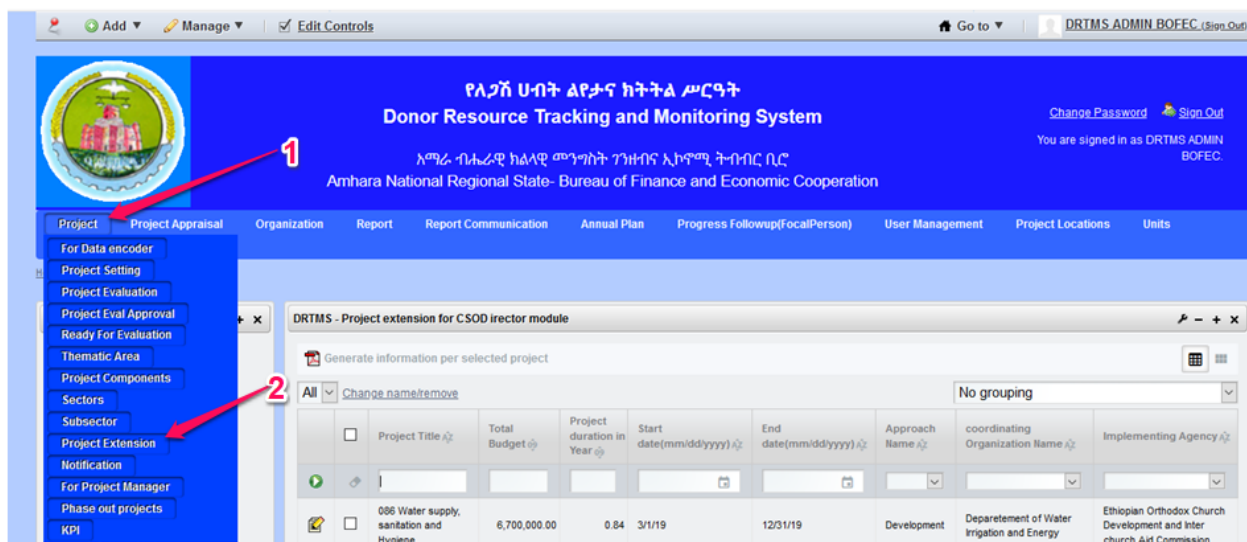 Add ▼ Manage ▼ Edit Controls Go to ▼ DRTMS ADMIN BOFEC (Sign Out)
የለጋሽ ሀብት ልየታና ክትትል ሥርዓት
Donor Resource Tracking and Monitoring System
Change Password Sign Out
You are signed in as DRTMS ADMIN
BOFEC.
አማራ ብሔራዊ ክልላዊ መንግስት ገንዘብና ኢኮኖሚ ትብብር ቢሮ
Amhara National Regional State- Bureau of Finance and Economic Cooperation
1
Project Project Appraisal Organization Report Report Communication Annual Plan Progress Followup(FocalPerson) User Management Project Locations Units
For Data encoder
Project Setting
Project Evaluation
Project Eval Approval
Ready For Evaluation
Thematic Area
Project Components
Sectors
Subsector
Project Extension
Notification
For Project Manager
Phase out projects
KPI
2
DRTMS - Project extension for CSOD irector module
Generate information per selected project
All Change name/remove No grouping
Project Title
Total
Budget
Project
duration in
Year
Start
date(mm/dd/yyyy)
End
date(mm/dd/yyyy)
Approach
Name
coordinating
Organization Name
Implementing Agency
086 Water supply,
sanitation and
Hygiene
6,700,000.00
0.84
3/1/19
12/31/19
Development
Deparetement of Water
Irrigation and Energy
Ethiopian Orthodox Church
Development and Inter
church Aid Commission